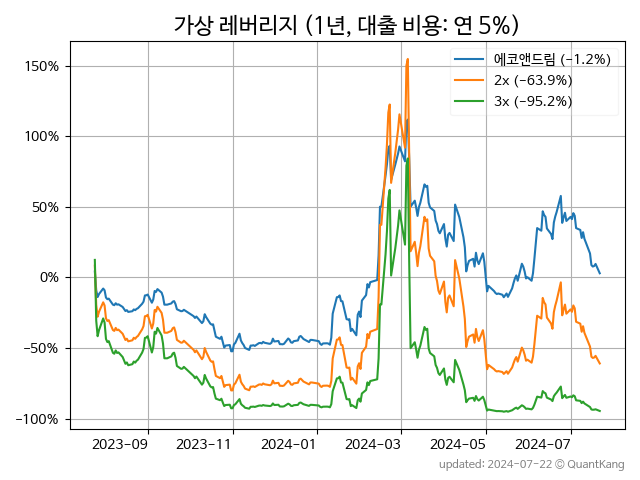 가상 레버리지 (1년, 대출 비용: 연 5%)
에코앤드림 (−1.2%)
2x (−63.9%)
3x (−95.2%)
150%
100%
50%
0%
−50%
−100%
2023-09 2023-11 2024-01 2024-03 2024-05 2024-07
updated: 2024-07-22 © QuantKang